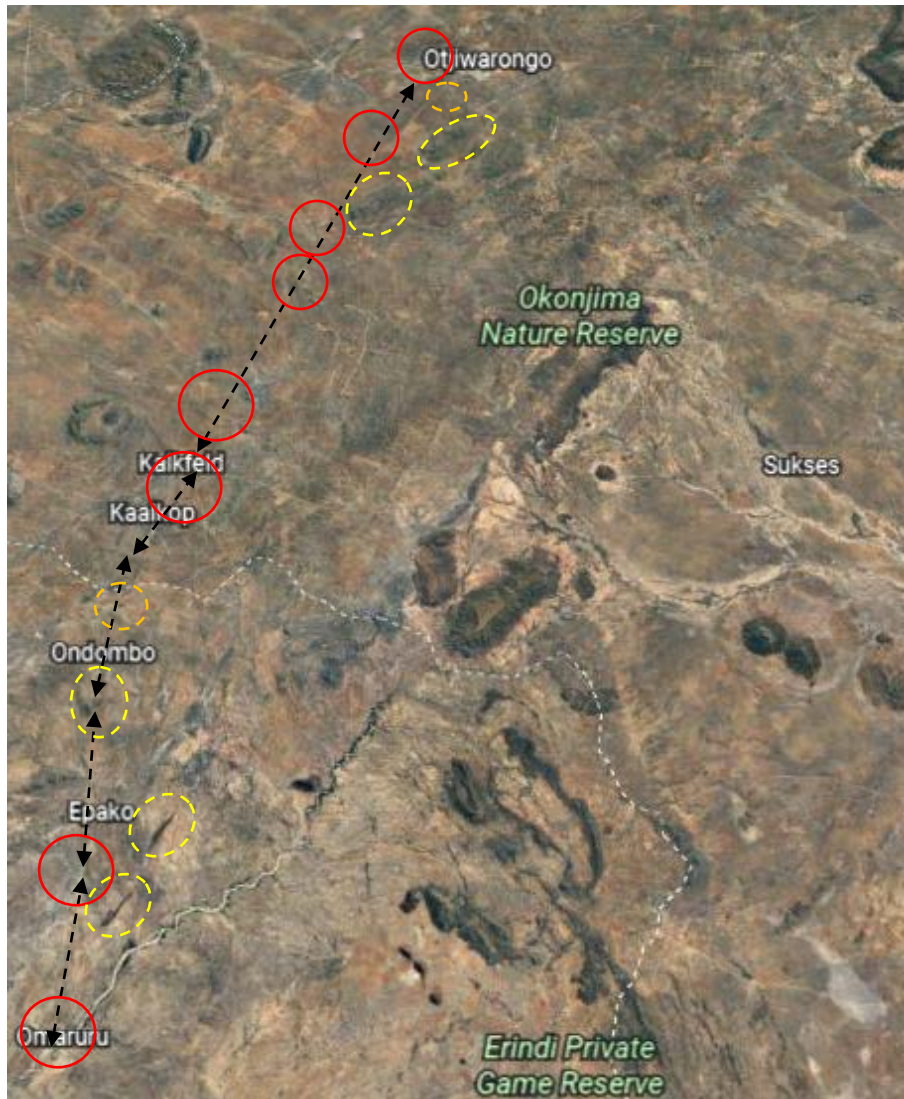 Otjiwarongo
Okonjima
Nature Reserve
Kalkfeld
Sukses
Kaalkop
Ondombo
Epako
Omaruru
Erindi Private
Game Reserve